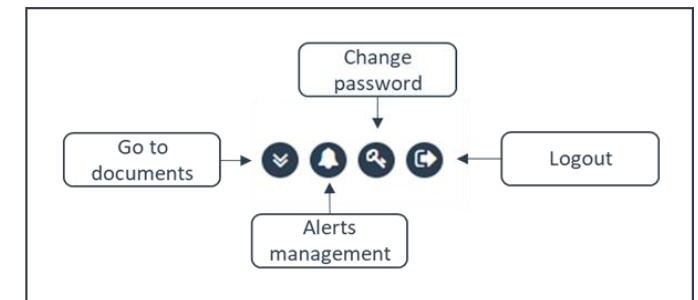 Change
password
Go to
documents
Logout
Alerts
management